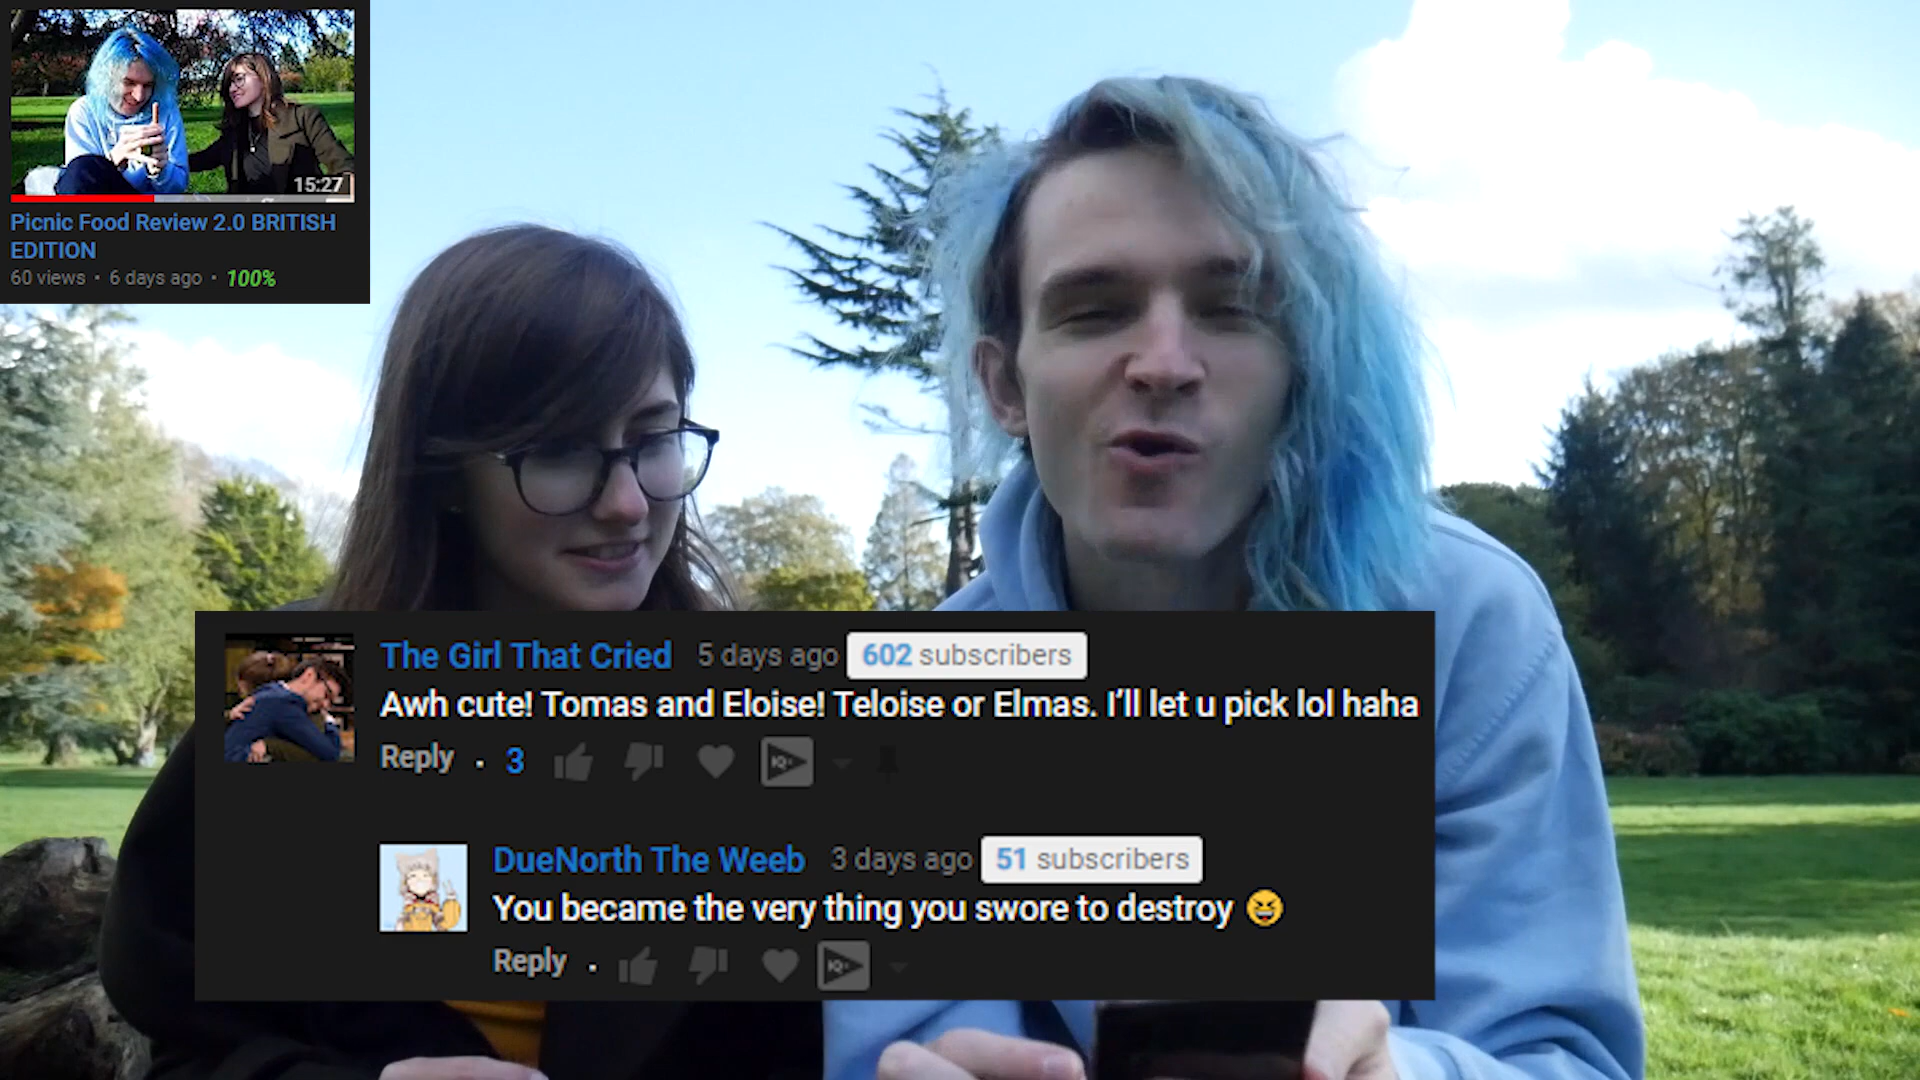 15:27
Picnic Food Review 2.0 BRITISH
EDITION
60 views • 6 days ago • 100%
The Girl That Cried 5 days ago 602 subscribers
Awh cute! Tomas and Eloise! Teloise or Elmas. I'll let u pick lol haha
Reply · 3
IQ
DueNorth The Weeb 3 days ago 51 subscribers
You became the very thing you swore to destroy 😆
Reply ·
IQ